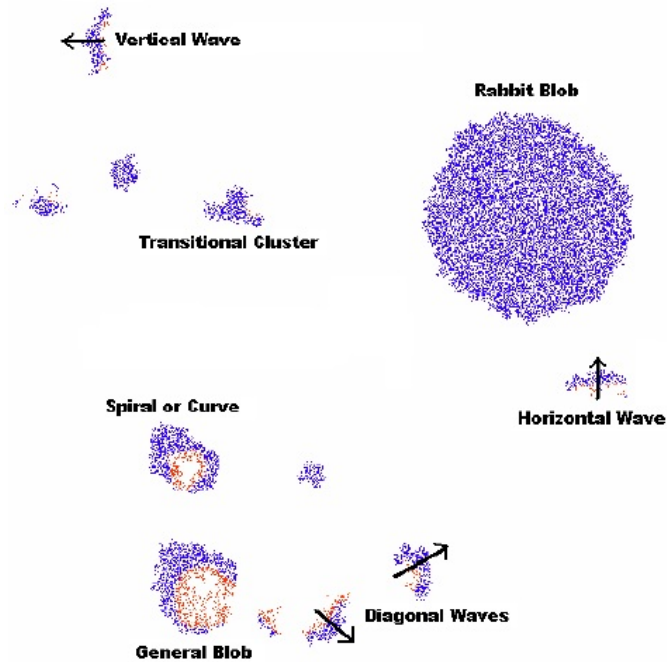 Vertical Wave
Rabbit Blob
Transitional Cluster
Spiral or Curve
Horizontal Wave
Diagonal Waves
General Blob